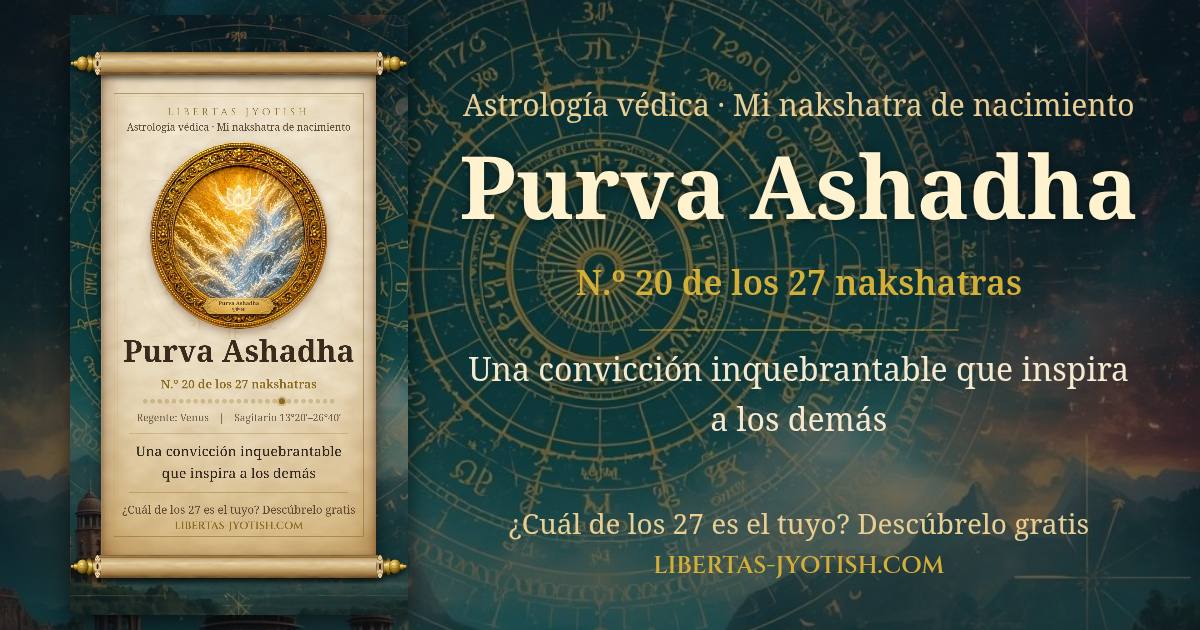 LIBERTAS JYOTISH
Astrología védica · Mi nakshatra de nacimiento
Purva Ashadha
Purva Ashadha
N.º 20 de los 27 nakshatras
Regente: Venus | Sagitario 13°20'–26°40'
Una convicción inquebrantable
que inspira a los demás
¿Cuál de los 27 es el tuyo? Descúbrelo gratis
LIBERTAS-JYOTISH.COM
Astrología védica · Mi nakshatra de nacimiento
Purva Ashadha
N.º 20 de los 27 nakshatras
Una convicción inquebrantable que inspira
a los demás
¿Cuál de los 27 es el tuyo? Descúbrelo gratis
LIBERTAS-JYOTISH.COM